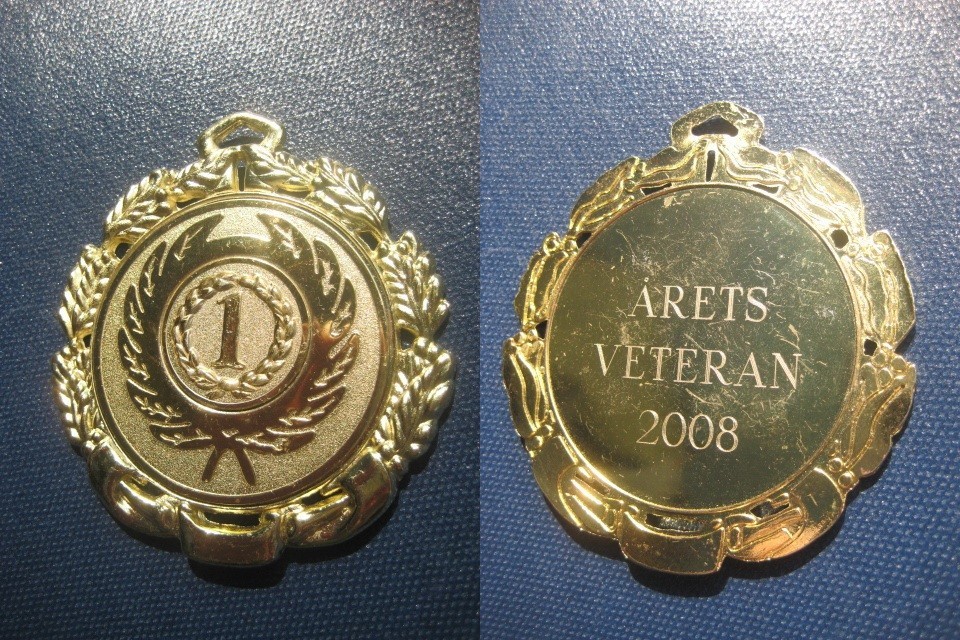 1
ÅRETS
VETERAN
2008